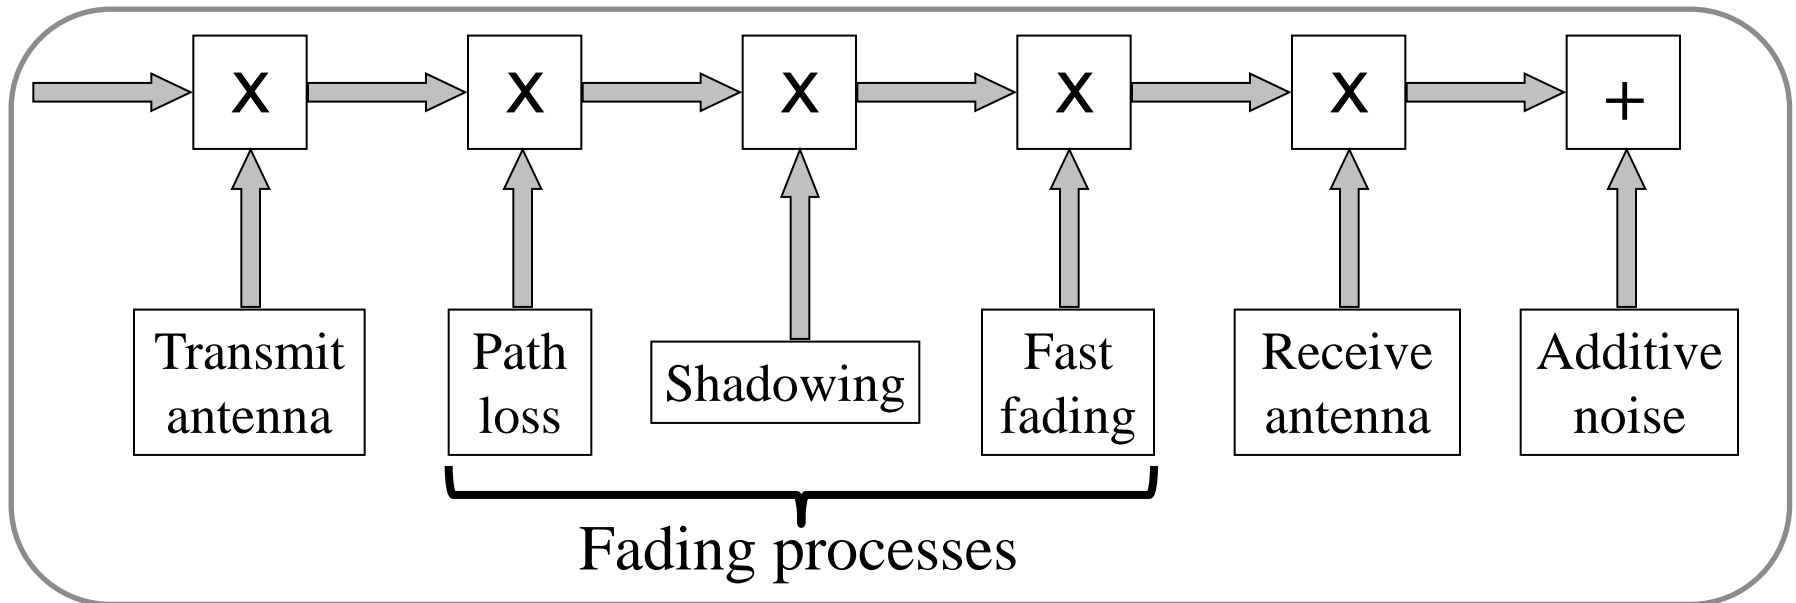 x x x x x +
Transmit
antenna
Path
loss
Shadowing
Fast
fading
Receive
antenna
Additive
noise
Fading processes